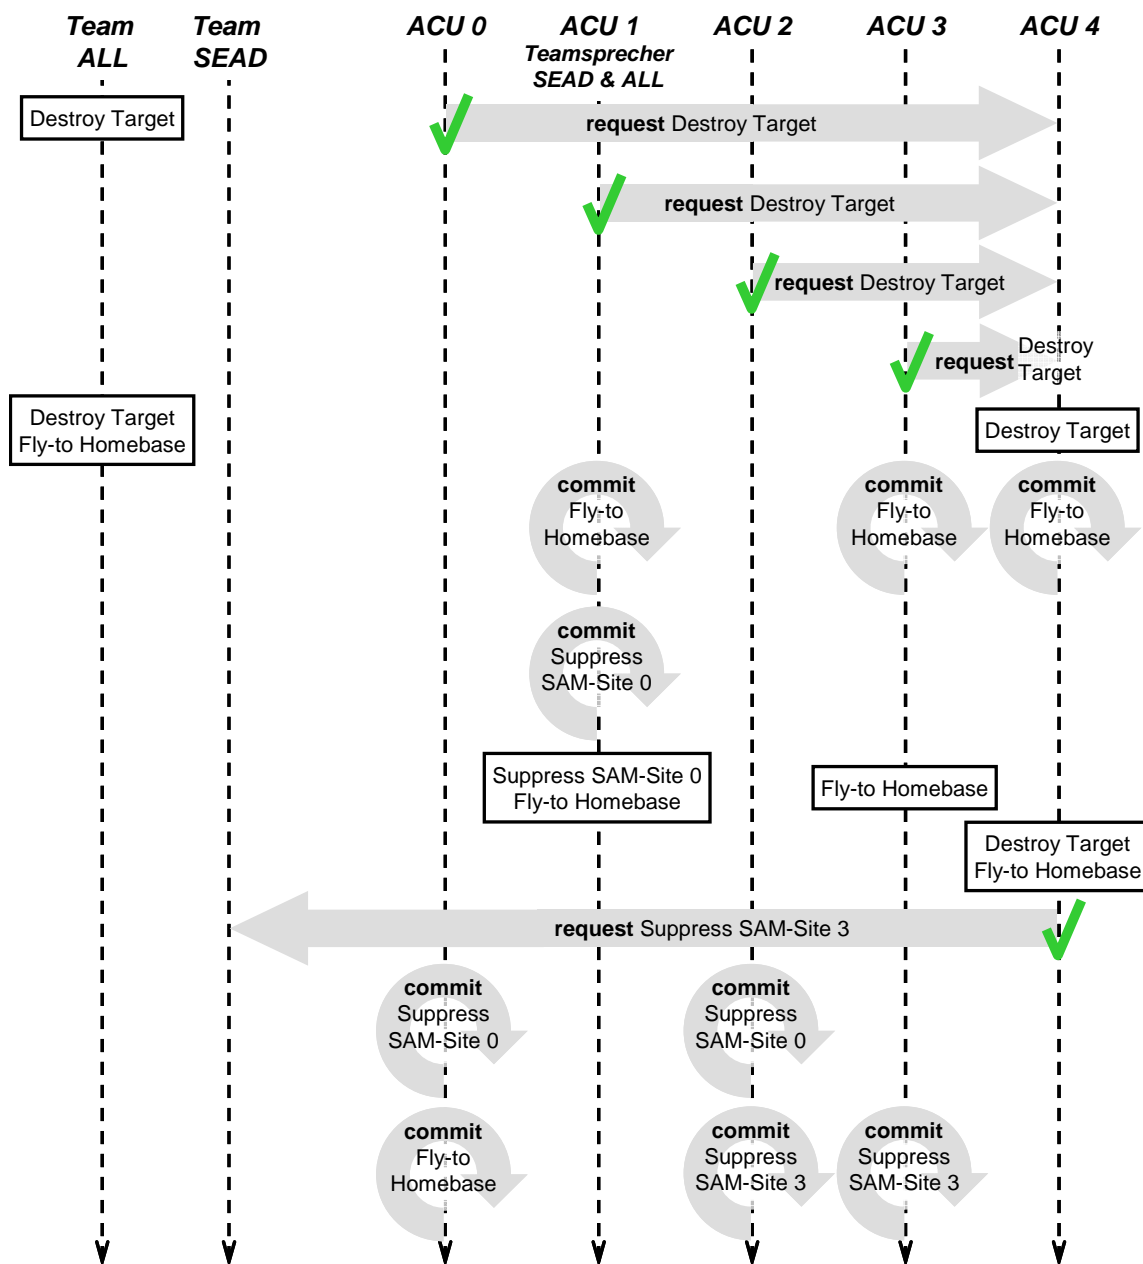 Team ALL
Team SEAD
ACU 0
ACU 1
Teamsprecher
SEAD & ALL
ACU 2
ACU 3
ACU 4
Destroy Target
request Destroy Target
request Destroy Target
request Destroy Target
request Destroy
Target
Destroy Target
Fly-to Homebase
Destroy Target
commit
Fly-to
Homebase
commit
Fly-to
Homebase
commit
Fly-to
Homebase
commit
Suppress
SAM-Site 0
Suppress SAM-Site 0
Fly-to Homebase
Fly-to Homebase
Destroy Target
Fly-to Homebase
request Suppress SAM-Site 3
commit
Suppress
SAM-Site 0
commit
Suppress
SAM-Site 0
commit
Fly-to
Homebase
commit
Suppress
SAM-Site 3
commit
Suppress
SAM-Site 3